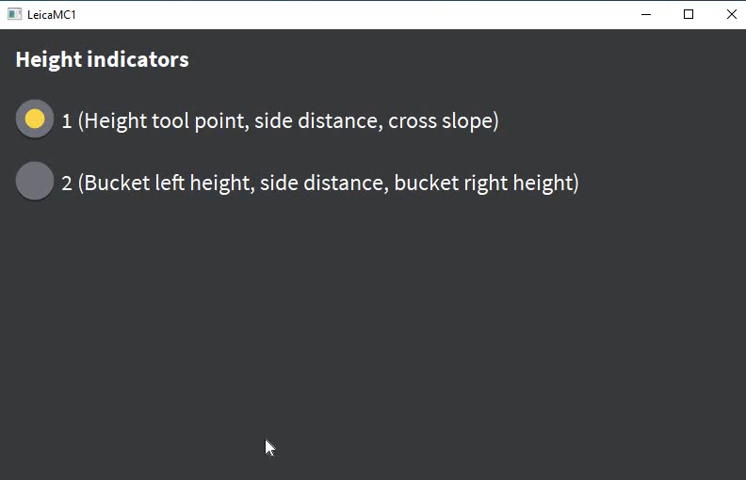 LeicaMC1
Height indicators
1 (Height tool point, side distance, cross slope)
2 (Bucket left height, side distance, bucket right height)